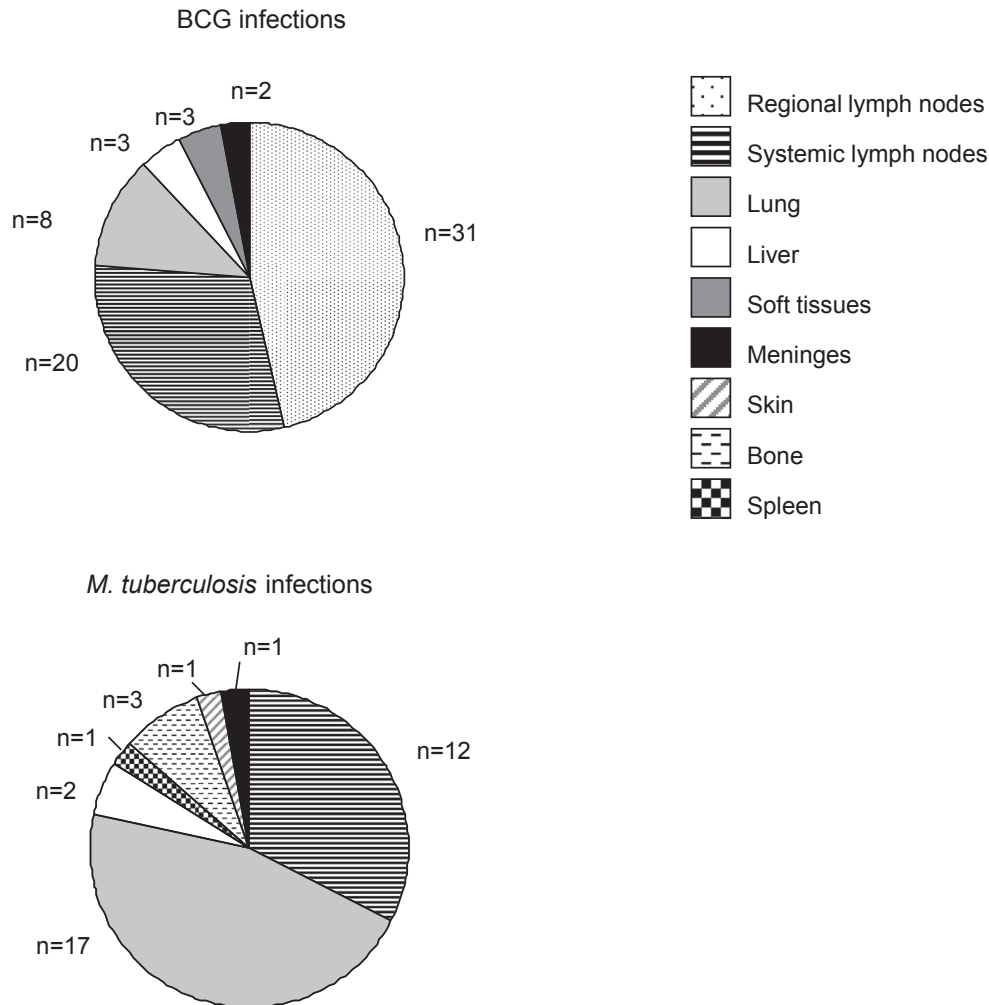 BCG infections
n=2
n=3
n=3
n=8
n=31
n=20
Regional lymph nodes
Systemic lymph nodes
Lung
Liver
Soft tissues
Meninges
Skin
Bone
Spleen
M. tuberculosis infections
n=1
n=1
n=3
n=1
n=12
n=2
n=17